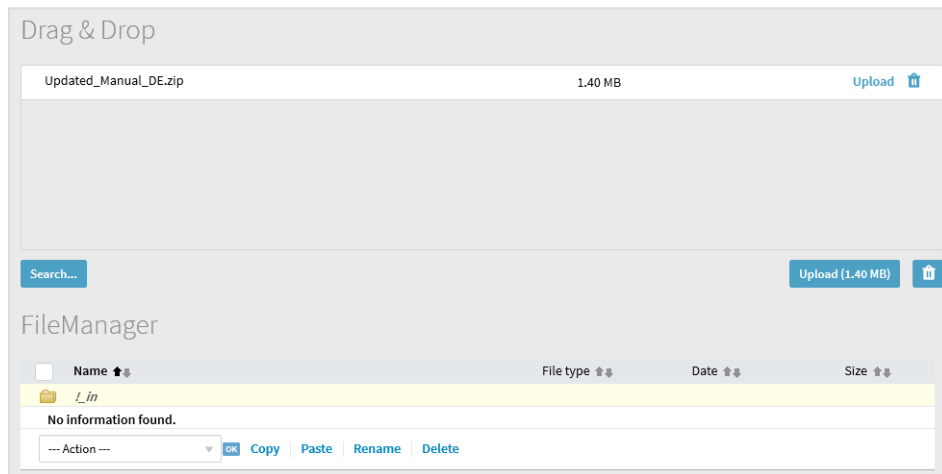 Drag & Drop
Updated_Manual_DE.zip 1.40 MB Upload
Search... Upload (1.40 MB)
FileManager
Name File type Date Size
!_in
No information found.
--- Action --- OK Copy Paste Rename Delete